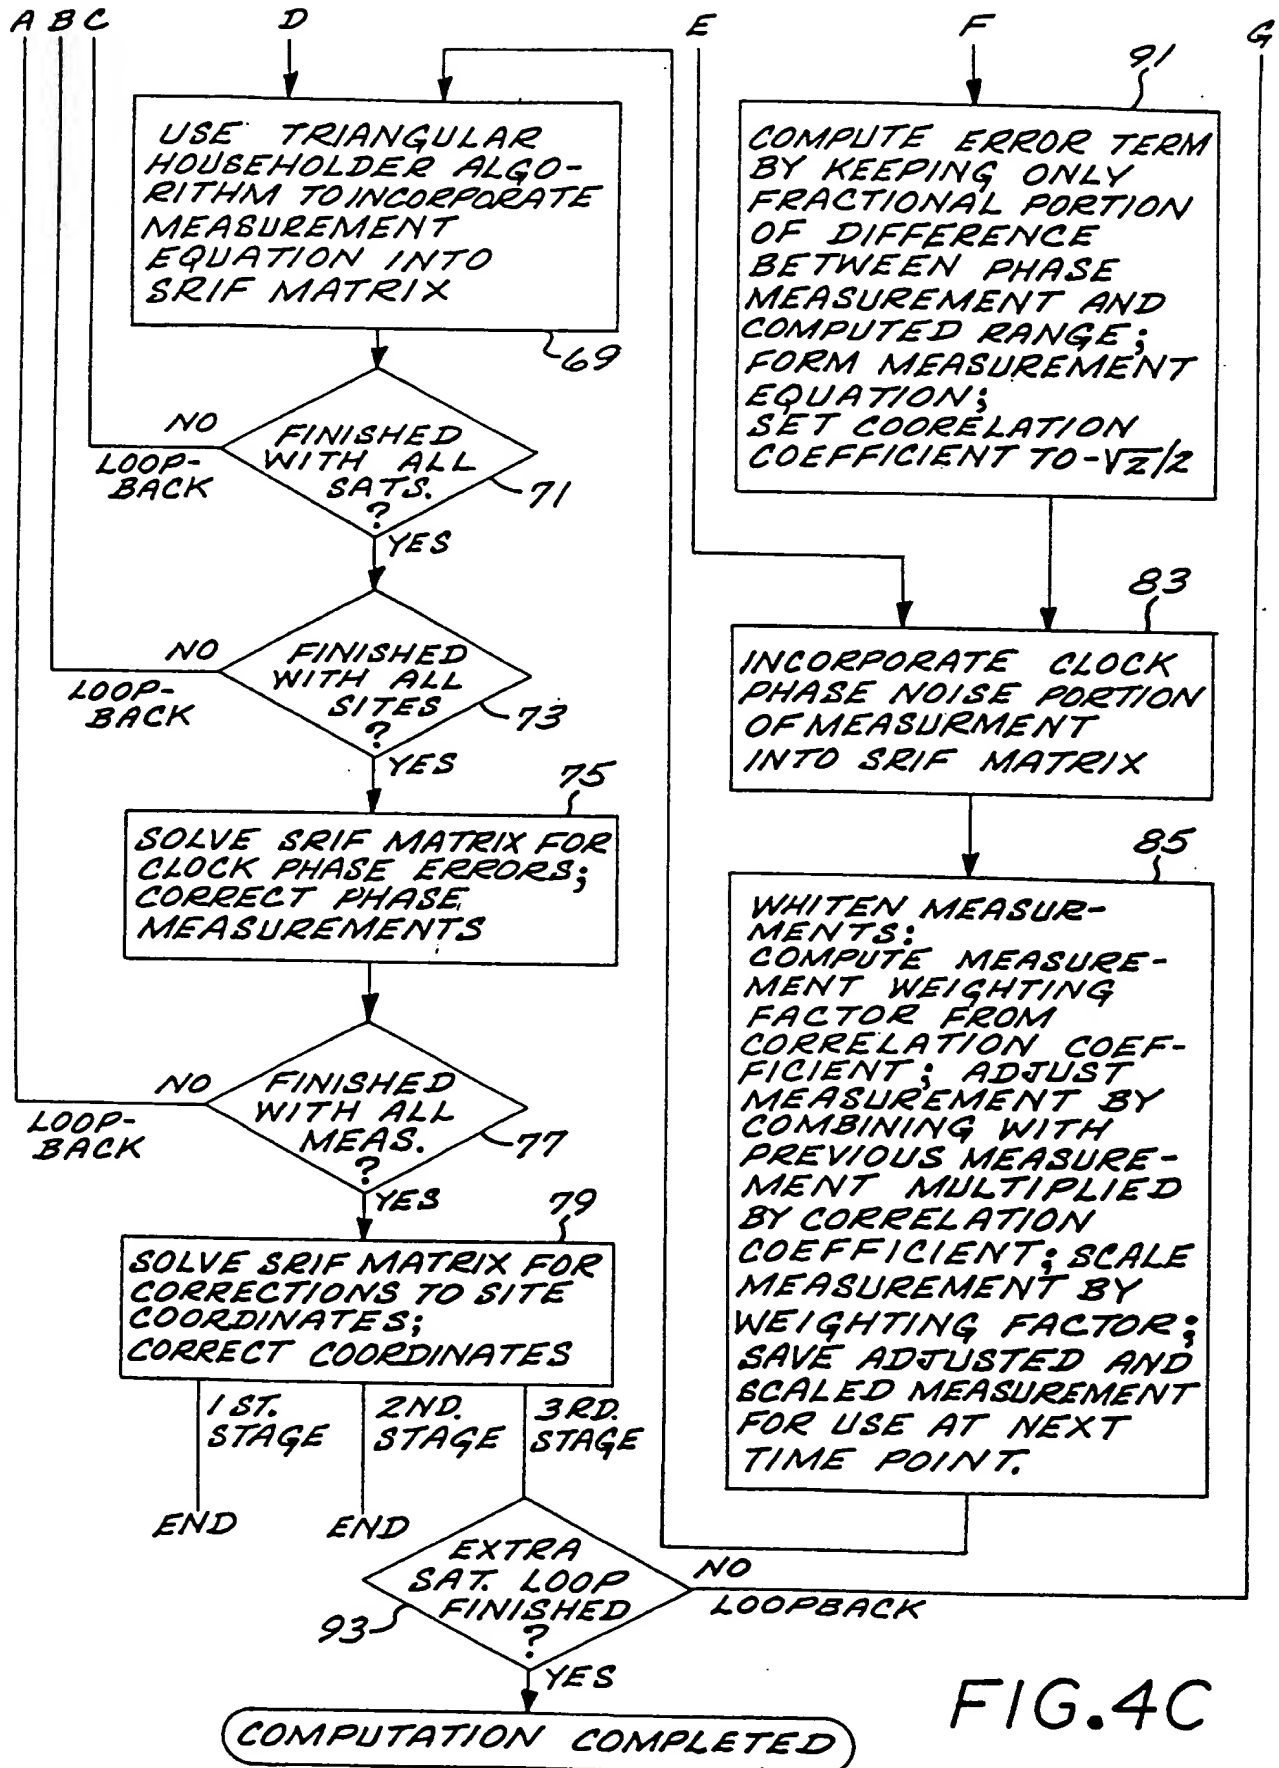 A B C D E F G
USE TRIANGULAR
HOUSEHOLDER ALGO-
RITHM TO INCORPORATE
MEASUREMENT
EQUATION INTO
SRIF MATRIX
69
FINISHED
WITH ALL
SATS.
?
71
NO
LOOP-
BACK
YES
FINISHED
WITH ALL
SITES
?
73
NO
LOOP-
BACK
YES
75
SOLVE SRIF MATRIX FOR
CLOCK PHASE ERRORS;
CORRECT PHASE
MEASUREMENTS
FINISHED
WITH ALL
MEAS.
?
77
NO
LOOP-
BACK
YES
79
SOLVE SRIF MATRIX FOR
CORRECTIONS TO SITE
COORDINATES;
CORRECT COORDINATES
1ST.
STAGE
2ND.
STAGE
3RD.
STAGE
END
END
EXTRA
SAT. LOOP
FINISHED
?
93
NO
LOOPBACK
YES
COMPUTATION COMPLETED
91
COMPUTE ERROR TERM
BY KEEPING ONLY
FRACTIONAL PORTION
OF DIFFERENCE
BETWEEN PHASE
MEASUREMENT AND
COMPUTED RANGE;
FORM MEASUREMENT
EQUATION;
SET COORELATION
COEFFICIENT TO -√2/2
83
INCORPORATE CLOCK
PHASE NOISE PORTION
OF MEASURMENT
INTO SRIF MATRIX
85
WHITEN MEASUR-
MENTS:
COMPUTE MEASURE-
MENT WEIGHTING
FACTOR FROM
CORRELATION COEF-
FICIENT; ADJUST
MEASUREMENT BY
COMBINING WITH
PREVIOUS MEASURE-
MENT MULTIPLIED
BY CORRELATION
COEFFICIENT; SCALE
MEASUREMENT BY
WEIGHTING FACTOR;
SAVE ADJUSTED AND
SCALED MEASUREMENT
FOR USE AT NEXT
TIME POINT.
FIG.4C